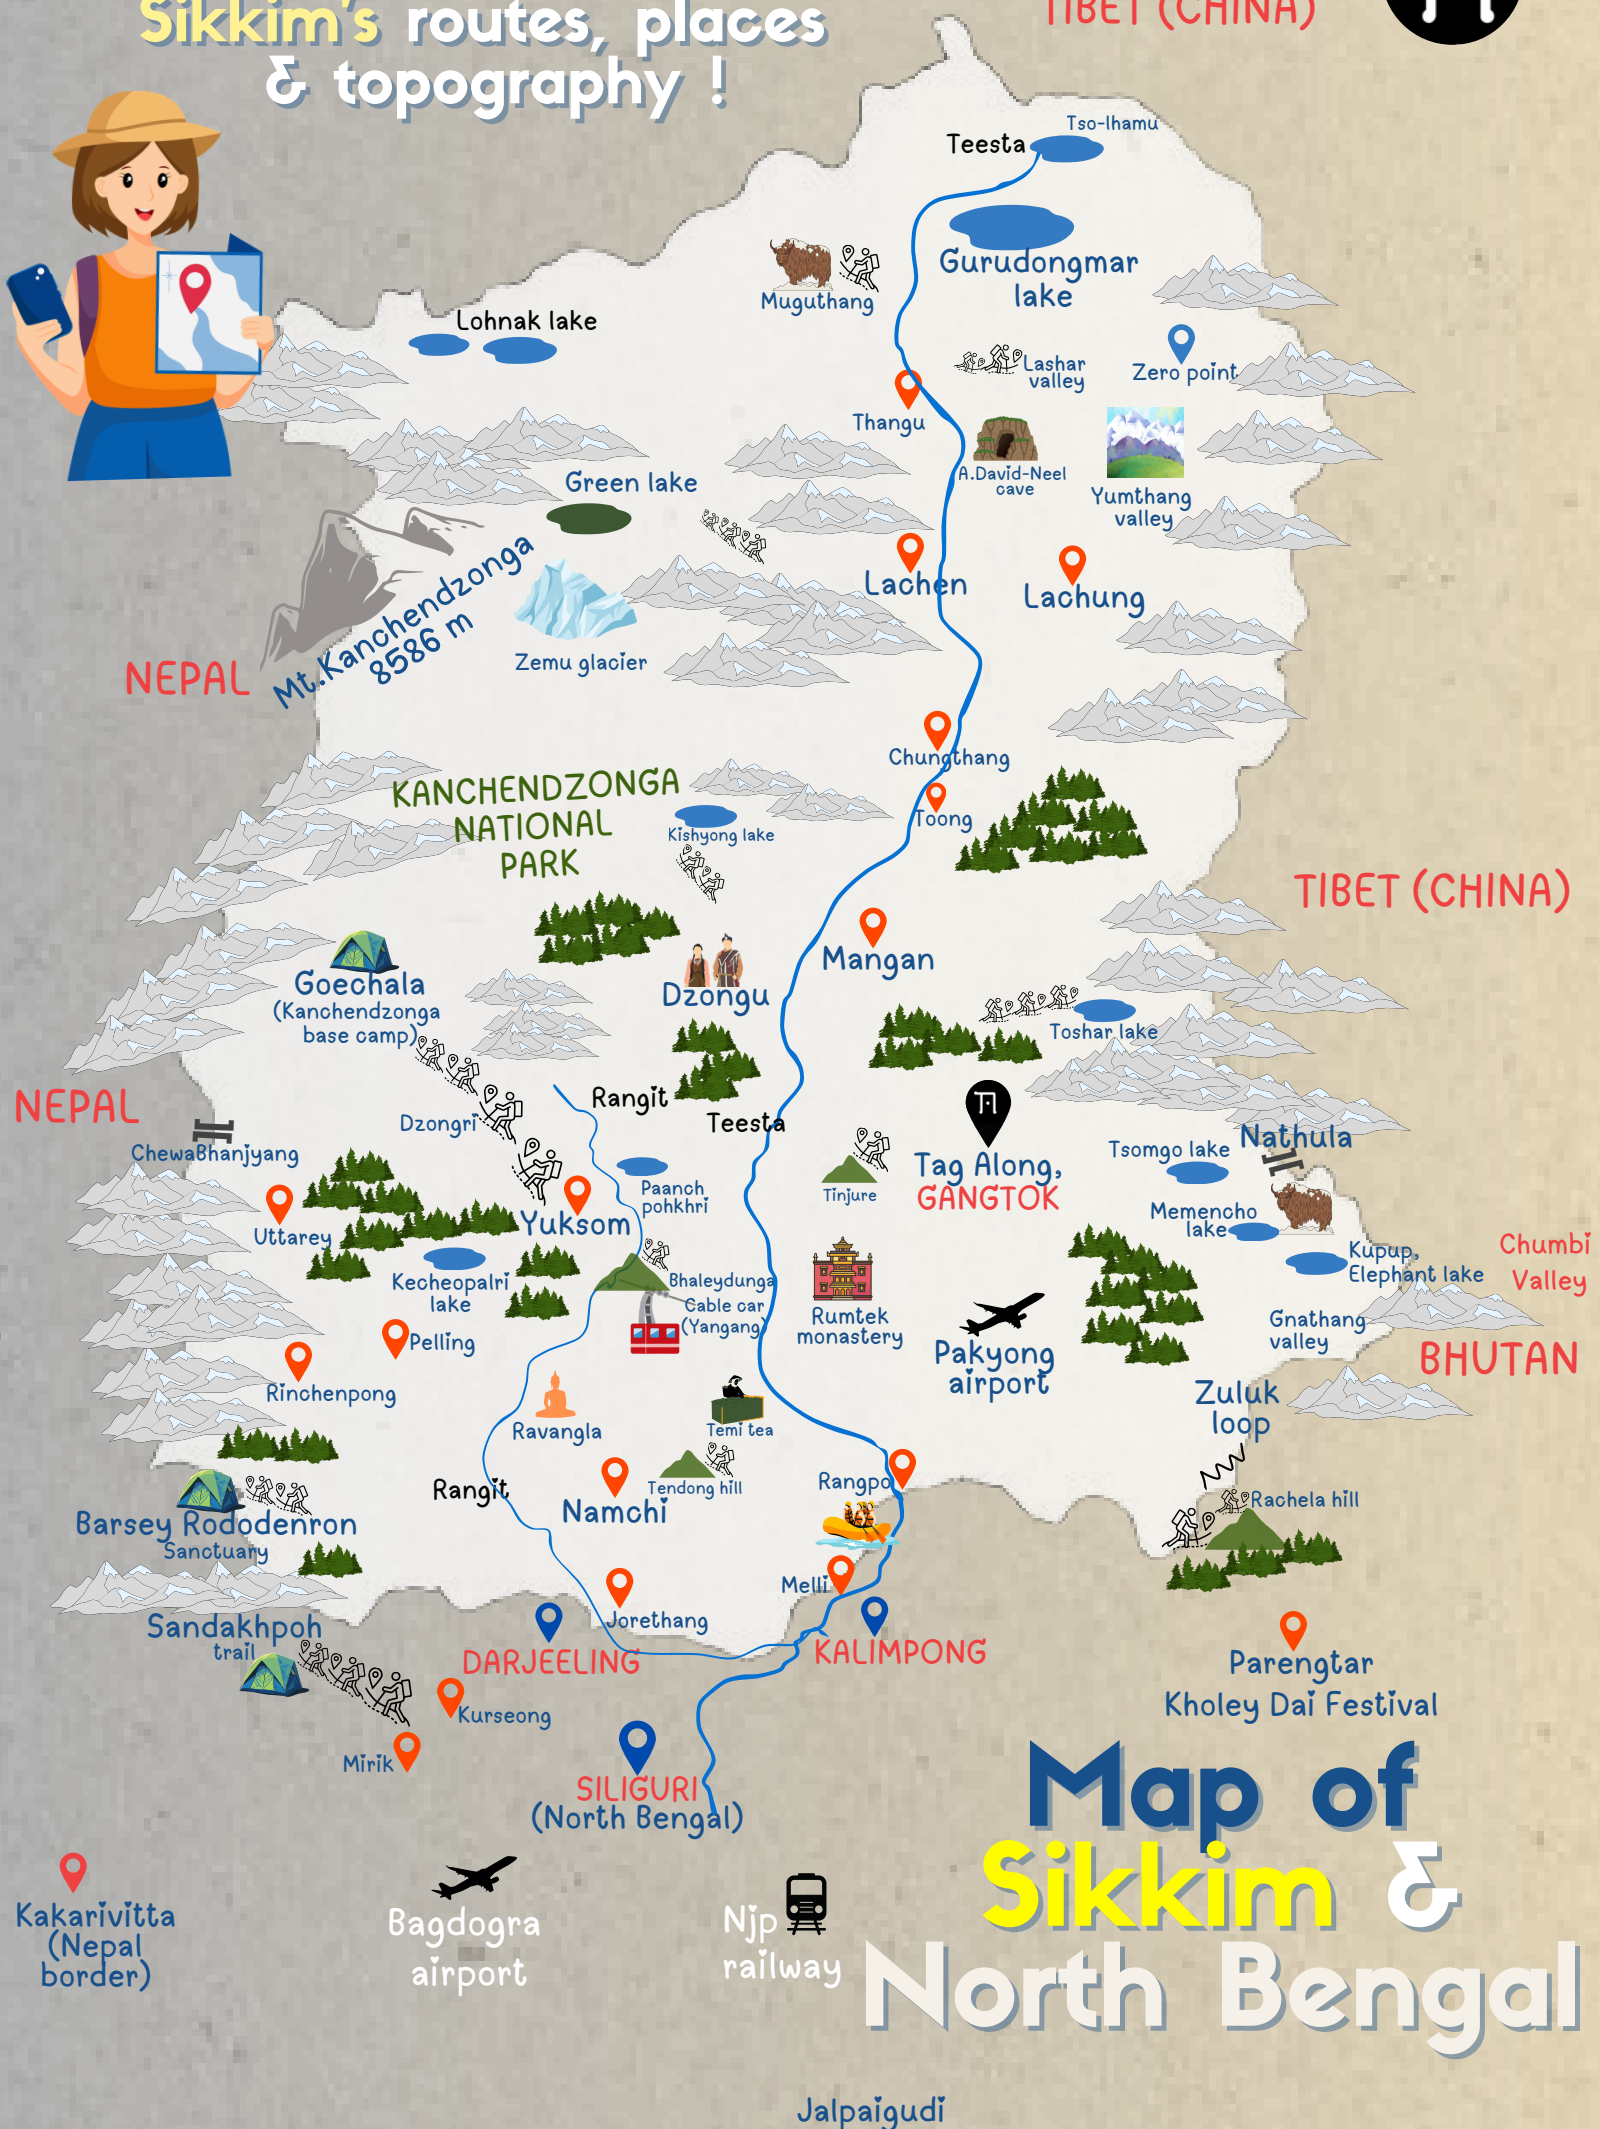 Sikkim's routes, places
& topography !
TIBET (CHINA)
Tso-lhamu
Teesta
Gurudongmar
lake
Muguthang
Lohnak lake
Lashar
valley
Zero point
Thangu
A.David-Neel
cave
Yumthang
valley
Green lake
Mt.Kanchendzonga
8586 m
Lachen
Lachung
Zemu glacier
NEPAL
Chungthang
Toong
KANCHENDZONGA
NATIONAL
PARK
Kishyong lake
TIBET (CHINA)
Mangan
Goechala
(Kanchendzonga
base camp)
Dzongu
Toshar lake
NEPAL
Rangit
Teesta
Dzongri
ChewaBhanjyang
Tsomgo lake
Nathula
Tag Along,
GANGTOK
Tinjure
Paanch
pohkhri
Memencho
lake
Uttarey
Yuksom
Kupup,
Elephant lake
Chumbi
Valley
Kecheopalri
lake
Bhaleydunga
Cable car
(Yangang)
Rumtek
monastery
Gnathang
valley
Pelling
Pakyong
airport
BHUTAN
Rinchenpong
Zuluk
loop
Ravangla
Temi tea
Rangit
Namchi
Tendong hill
Rangpo
Rachela hill
Barsey Rododenron
Sanctuary
Melli
Sandakhpoh
trail
Jorethang
DARJEELING
KALIMPONG
Parengtar
Kholey Dai Festival
Kurseong
Mirik
SILIGURI
(North Bengal)
Map of
Sikkim &
North Bengal
Kakarivitta
(Nepal
border)
Bagdogra
airport
Njp
railway
Jalpaigudi